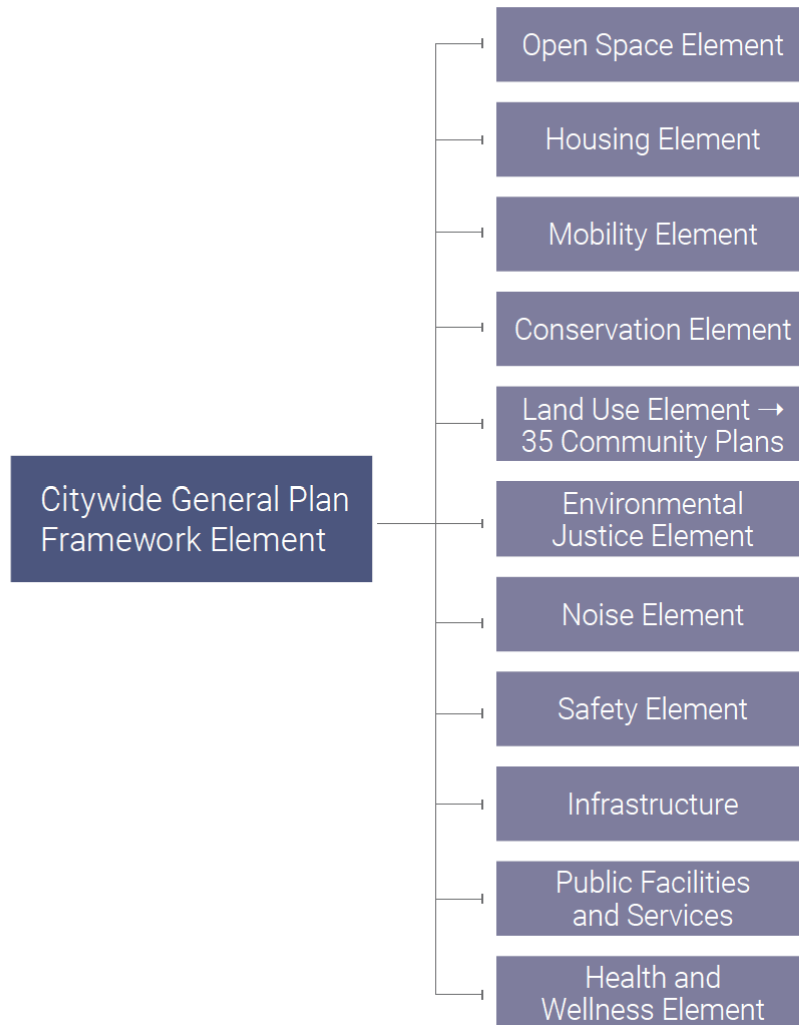 Open Space Element
Housing Element
Mobility Element
Conservation Element
Land Use Element →
35 Community Plans
Citywide General Plan
Framework Element
Environmental
Justice Element
Noise Element
Safety Element
Infrastructure
Public Facilities
and Services
Health and
Wellness Element